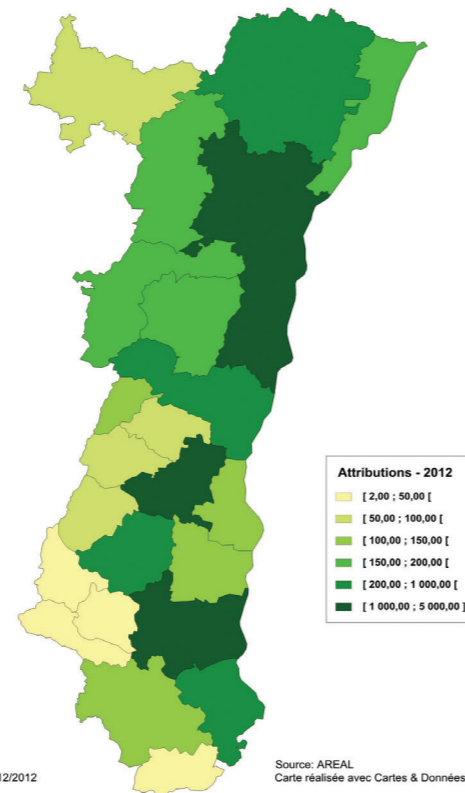 Attributions - 2012
[ 2,00 ; 50,00 [
[ 50,00 ; 100,00 [
[ 100,00 ; 150,00 [
[ 150,00 ; 200,00 [
[ 200,00 ; 1 000,00 [
[ 1 000,00 ; 5 000,00 ]
12/2012
Source: AREAL
Carte réalisée avec Cartes & Données